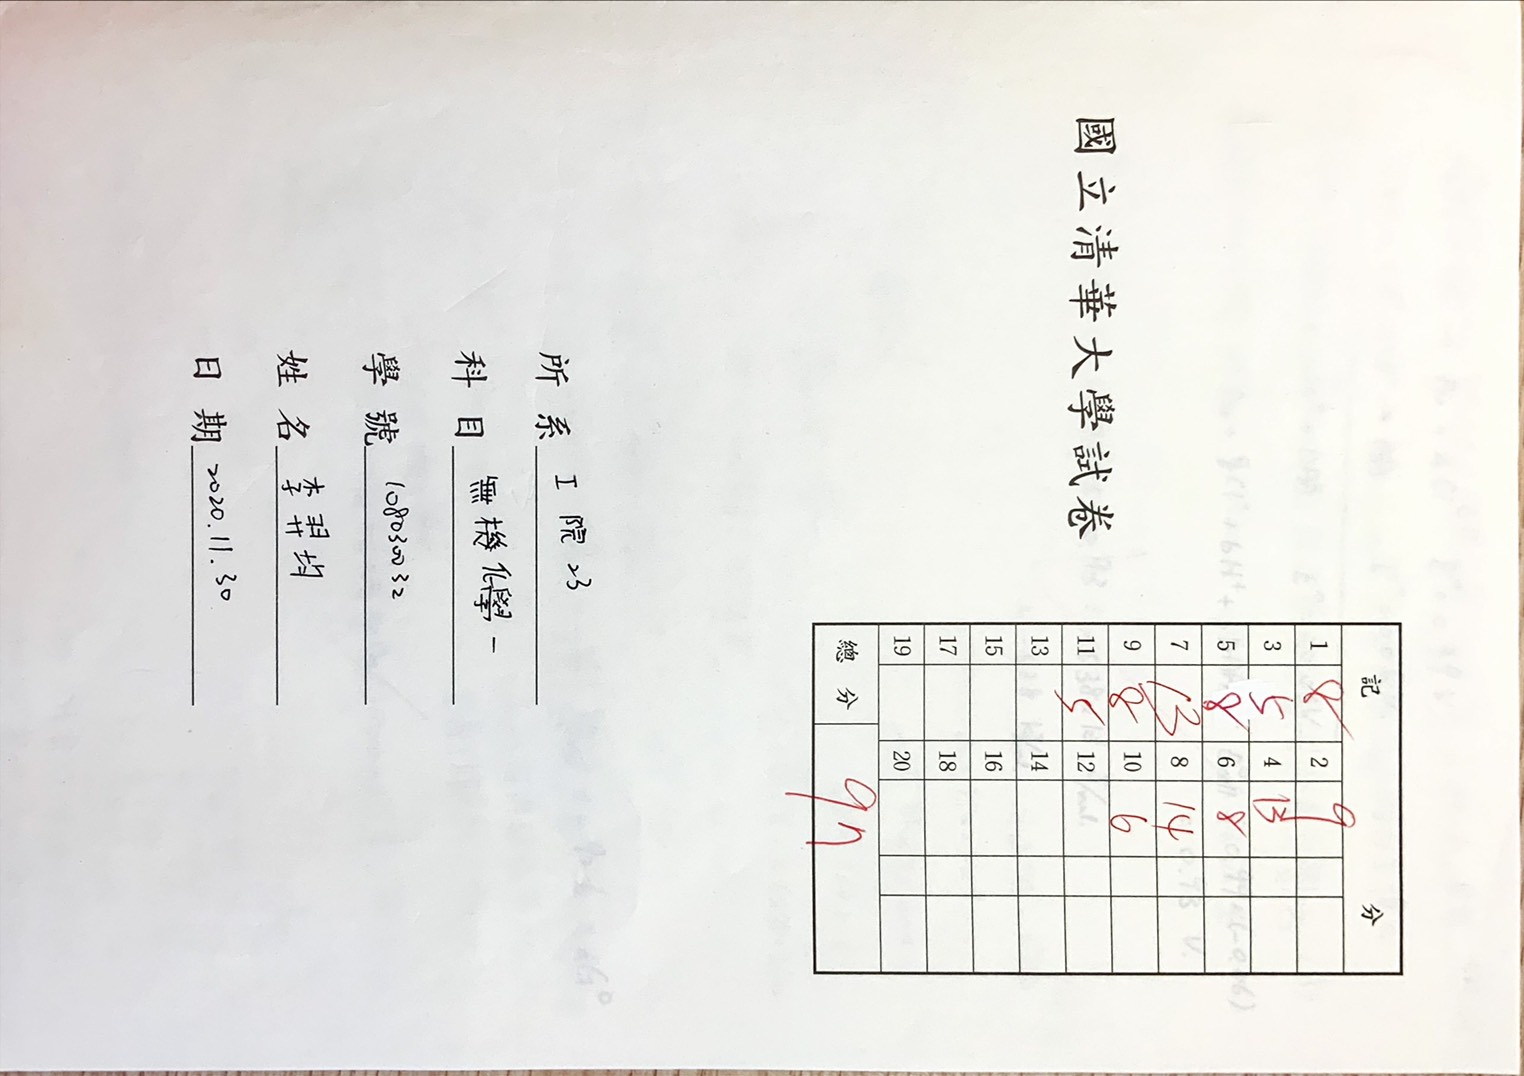 記 分
1 8 2 9
3 5 4 13
5 8 6 8
7 13 8 14
9 8 10 6
國立清華大學試卷
11 5 12
13 14
15 16
17 18
19 20
總 分 97
所 系 工院23
科 目 無機化學一
學 號 108030032
姓 名 李羿均
日 期 2020.11.30